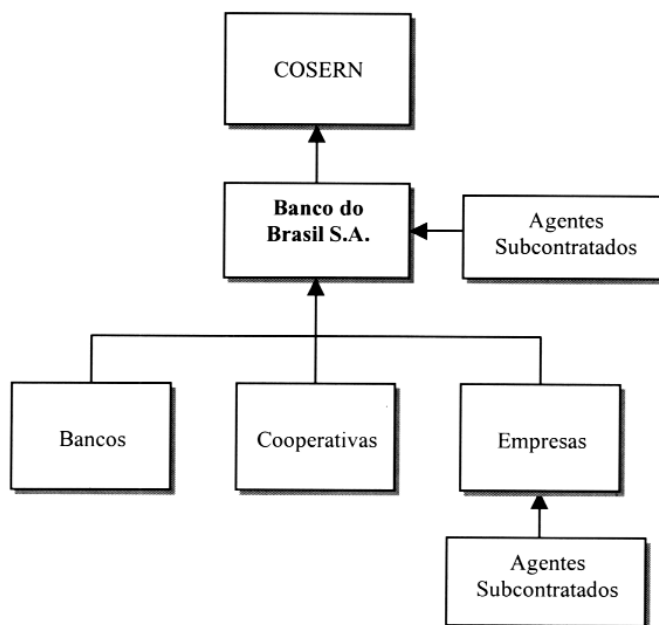 COSERN
Banco do
Brasil S.A.
Agentes
Subcontratados
Bancos
Cooperativas
Empresas
Agentes
Subcontratados